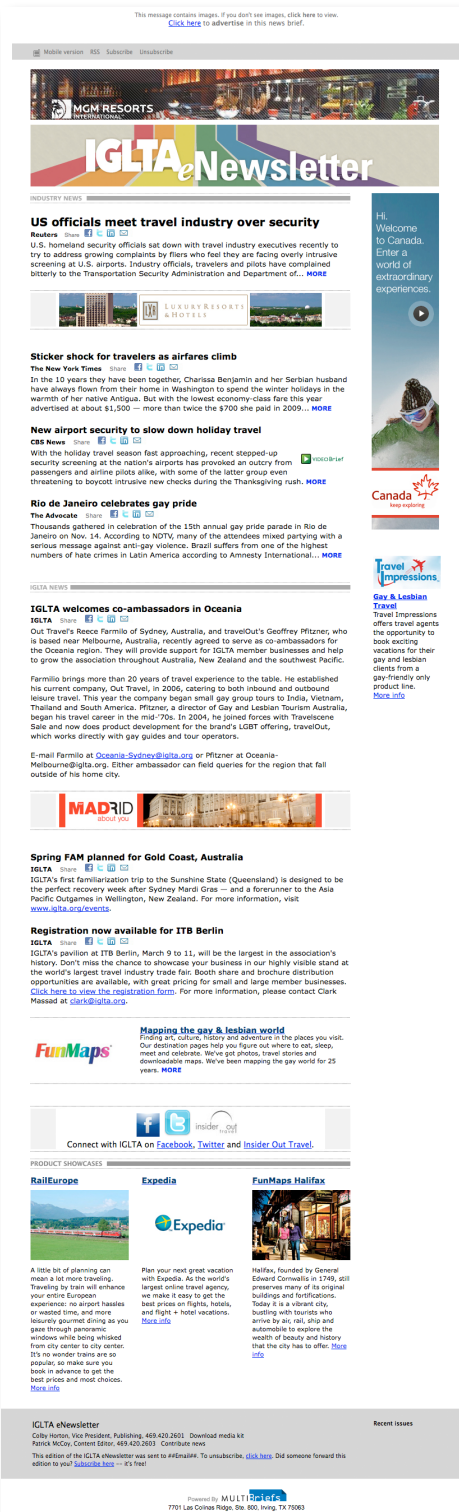 This message contains images. If you don't see images, click here to view.
Click here to advertise in this news brief.
Mobile version RSS Subscribe Unsubscribe
MGM RESORTS
INTERNATIONAL
IGLTA eNewsletter
INDUSTRY NEWS
US officials meet travel industry over security
Reuters Share
U.S. homeland security officials sat down with travel industry executives recently to
try to address growing complaints by fliers who feel they are facing overly intrusive
screening at U.S. airports. Industry officials, travelers and pilots have complained
bitterly to the Transportation Security Administration and Department of... MORE
LXR LUXURY RESORTS
& HOTELS
Sticker shock for travelers as airfares climb
The New York Times Share
In the 10 years they have been together, Charissa Benjamin and her Serbian husband
have always flown from their home in Washington to spend the winter holidays in the
warmth of her native Antigua. But with the lowest economy-class fare this year
advertised at about $1,500 — more than twice the $700 she paid in 2009... MORE
New airport security to slow down holiday travel
CBS News Share
With the holiday travel season fast approaching, recent stepped-up
security screening at the nation's airports has provoked an outcry from
passengers and airline pilots alike, with some of the latter group even
threatening to boycott intrusive new checks during the Thanksgiving rush. MORE
VIDEOBrief
Rio de Janeiro celebrates gay pride
The Advocate Share
Thousands gathered in celebration of the 15th annual gay pride parade in Rio de
Janeiro on Nov. 14. According to NDTV, many of the attendees mixed partying with a
serious message against anti-gay violence. Brazil suffers from one of the highest
numbers of hate crimes in Latin America according to Amnesty International... MORE
Hi.
Welcome
to Canada.
Enter a
world of
extraordinary
experiences.
Canada
keep exploring
Travel
Impressions
Gay & Lesbian
Travel
Travel Impressions
offers travel agents
the opportunity to
book exciting
vacations for their
gay and lesbian
clients from a
gay-friendly only
product line.
More info
IGLTA NEWS
IGLTA welcomes co-ambassadors in Oceania
IGLTA Share
Out Travel's Reece Farmilo of Sydney, Australia, and travelOut's Geoffrey Pfitzner, who
is based near Melbourne, Australia, recently agreed to serve as co-ambassadors for
the Oceania region. They will provide support for IGLTA member businesses and help
to grow the association throughout Australia, New Zealand and the southwest Pacific.
Farmilio brings more than 20 years of travel experience to the table. He established
his current company, Out Travel, in 2006, catering to both inbound and outbound
leisure travel. This year the company began small gay group tours to India, Vietnam,
Thailand and South America. Pfitzner, a director of Gay and Lesbian Tourism Australia,
began his travel career in the mid-'70s. In 2004, he joined forces with Travelscene
Sale and now does product development for the brand's LGBT offering, travelOut,
which works directly with gay guides and tour operators.
E-mail Farmilo at Oceania-Sydney@iglta.org or Pfitzner at Oceania-
Melbourne@iglta.org. Either ambassador can field queries for the region that fall
outside of his home city.
MADRID
about you
Spring FAM planned for Gold Coast, Australia
IGLTA Share
IGLTA's first familiarization trip to the Sunshine State (Queensland) is designed to be
the perfect recovery week after Sydney Mardi Gras — and a forerunner to the Asia
Pacific Outgames in Wellington, New Zealand. For more information, visit
www.iglta.org/events.
Registration now available for ITB Berlin
IGLTA Share
IGLTA's pavilion at ITB Berlin, March 9 to 11, will be the largest in the association's
history. Don't miss the chance to showcase your business in our highly visible stand at
the world's largest travel industry trade fair. Booth share and brochure distribution
opportunities are available, with great pricing for small and large member businesses.
Click here to view the registration form. For more information, please contact Clark
Massad at clark@iglta.org.
FunMaps
Mapping the gay & lesbian world
Finding art, culture, history and adventure in the places you visit.
Our destination pages help you figure out where to eat, sleep,
meet and celebrate. We've got photos, travel stories and
downloadable maps. We've been mapping the gay world for 25
years. MORE
insider out
travel
Connect with IGLTA on Facebook, Twitter and Insider Out Travel.
PRODUCT SHOWCASES
RailEurope
A little bit of planning can
mean a lot more traveling.
Traveling by train will enhance
your entire European
experience: no airport hassles
or wasted time, and more
leisurely gourmet dining as you
gaze through panoramic
windows while being whisked
from city center to city center.
It's no wonder trains are so
popular, so make sure you
book in advance to get the
best prices and most choices.
More info
Expedia
Expedia
Plan your next great vacation
with Expedia. As the world's
largest online travel agency,
we make it easy to get the
best prices on flights, hotels,
and flight + hotel vacations.
More info
FunMaps Halifax
Halifax, founded by General
Edward Cornwallis in 1749, still
preserves many of its original
buildings and fortifications.
Today it is a vibrant city,
bustling with tourists who
arrive by air, rail, ship and
automobile to explore the
wealth of beauty and history
that the city has to offer. More
info
IGLTA eNewsletter
Colby Horton, Vice President, Publishing, 469.420.2601 Download media kit
Patrick McCoy, Content Editor, 469.420.2603 Contribute news
This edition of the IGLTA eNewsletter was sent to ##Email##. To unsubscribe, click here. Did someone forward this
edition to you? Subscribe here -- it's free!
Recent issues
Powered by MULTIBriefs
7701 Las Colinas Ridge, Ste. 800, Irving, TX 75063